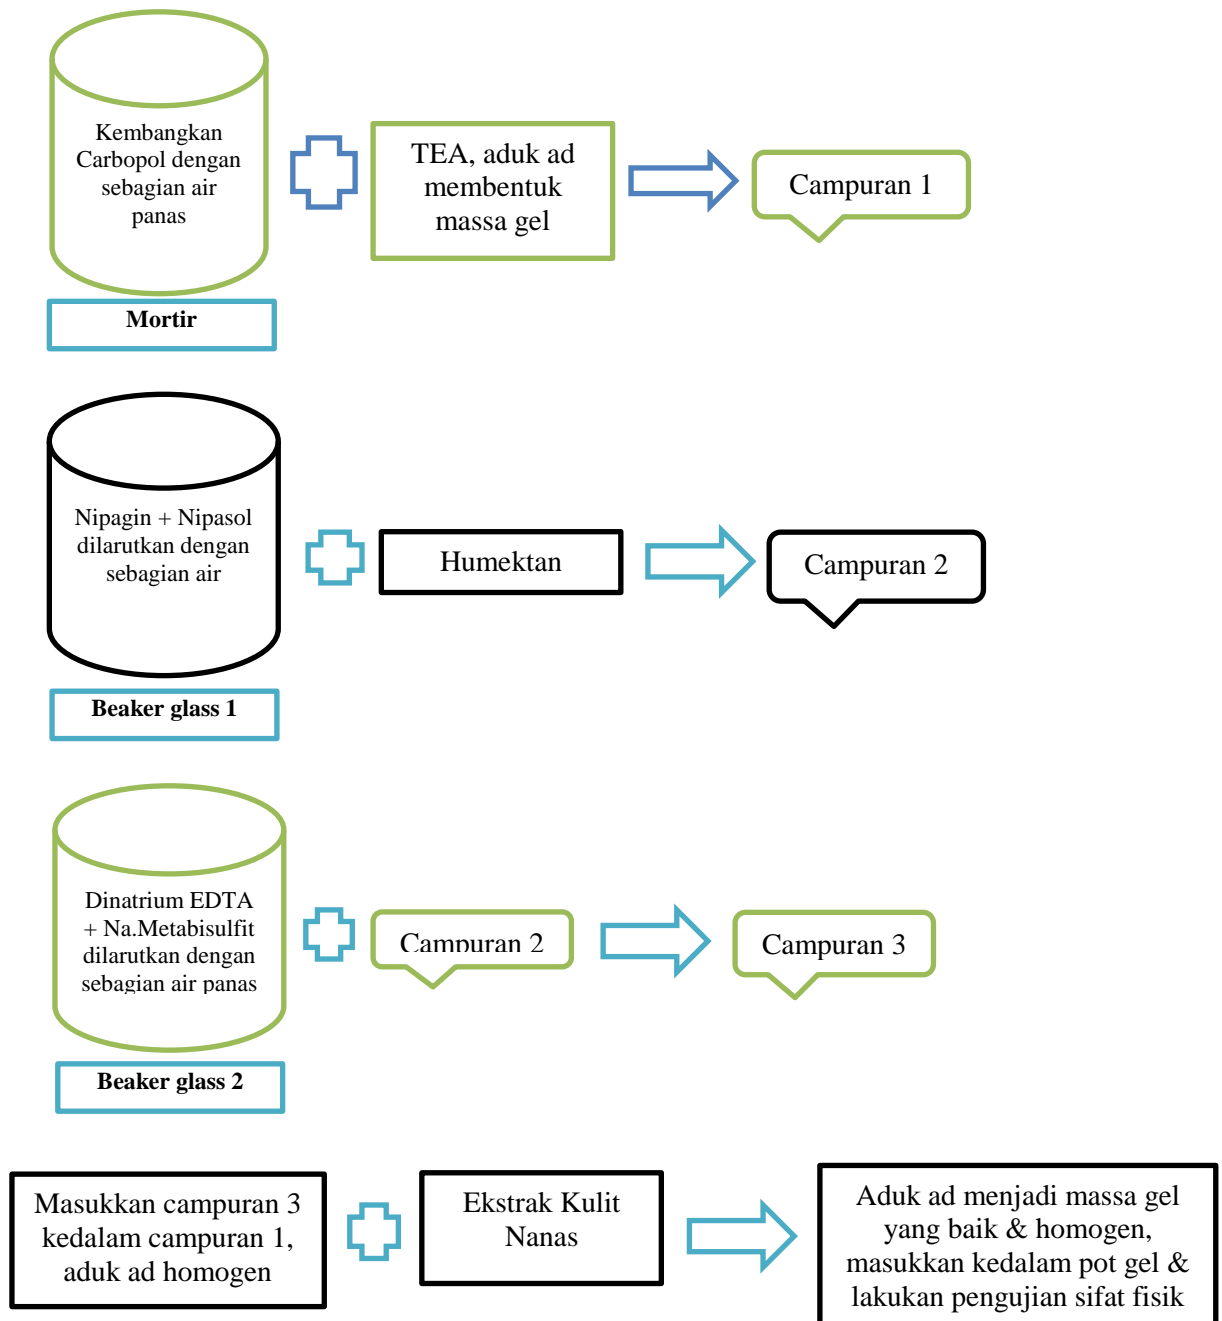 Kembangkan
Carbopol dengan
sebagian air
panas
TEA, aduk ad
membentuk
massa gel
Campuran 1
Mortir
Nipagin + Nipasol
dilarutkan dengan
sebagian air
Humektan
Campuran 2
Beaker glass 1
Dinatrium EDTA
+ Na.Metabisulfit
dilarutkan dengan
sebagian air panas
Campuran 2
Campuran 3
Beaker glass 2
Masukkan campuran 3
kedalam campuran 1,
aduk ad homogen
Ekstrak Kulit
Nanas
Aduk ad menjadi massa gel
yang baik & homogen,
masukkan kedalam pot gel &
lakukan pengujian sifat fisik